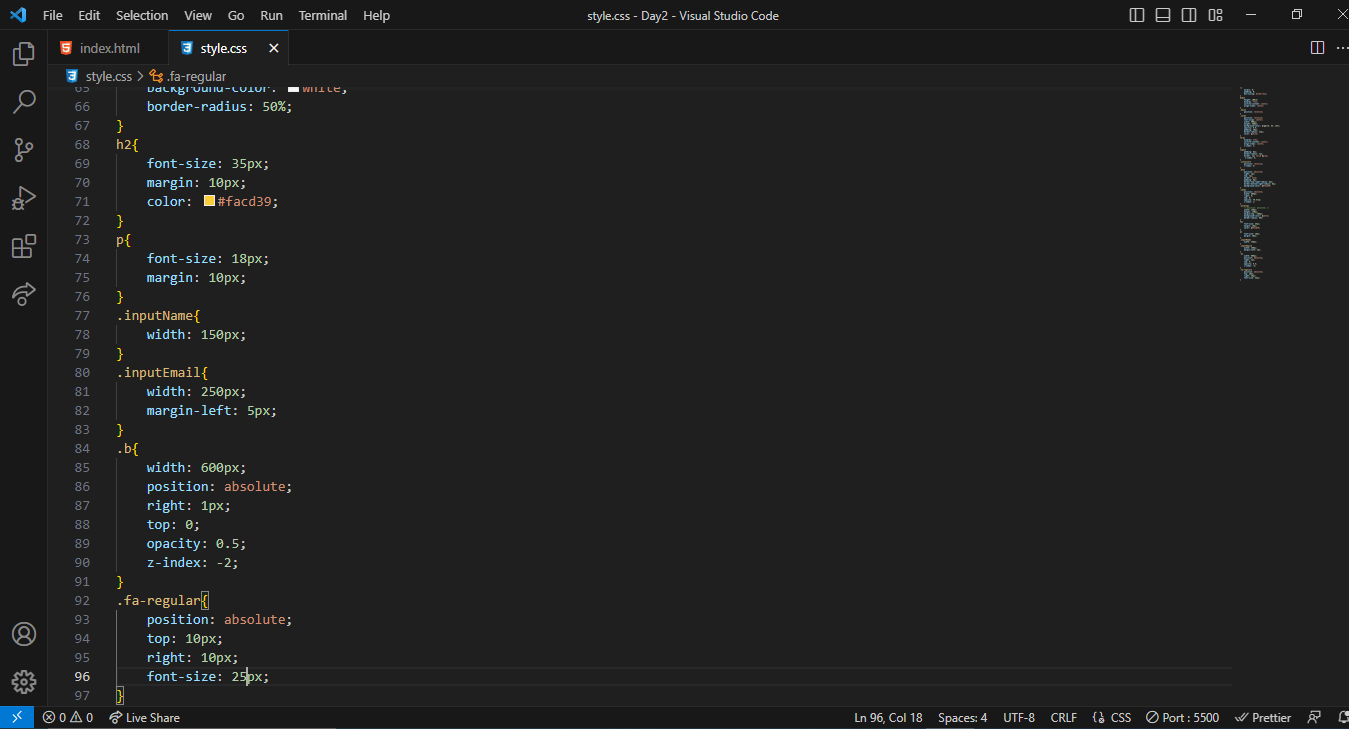 File Edit Selection View Go Run Terminal Help style.css - Day2 - Visual Studio Code
index.html style.css
style.css > .fa-regular
65 background-color: white;
66 border-radius: 50%;
67 }
68 h2{
69 font-size: 35px;
70 margin: 10px;
71 color: #facd39;
72 }
73 p{
74 font-size: 18px;
75 margin: 10px;
76 }
77 .inputName{
78 width: 150px;
79 }
80 .inputEmail{
81 width: 250px;
82 margin-left: 5px;
83 }
84 .b{
85 width: 600px;
86 position: absolute;
87 right: 1px;
88 top: 0;
89 opacity: 0.5;
90 z-index: -2;
91 }
92 .fa-regular{
93 position: absolute;
94 top: 10px;
95 right: 10px;
96 font-size: 25px;
97 }
0 0 Live Share Ln 96, Col 18 Spaces: 4 UTF-8 CRLF {} CSS Port : 5500 Prettier